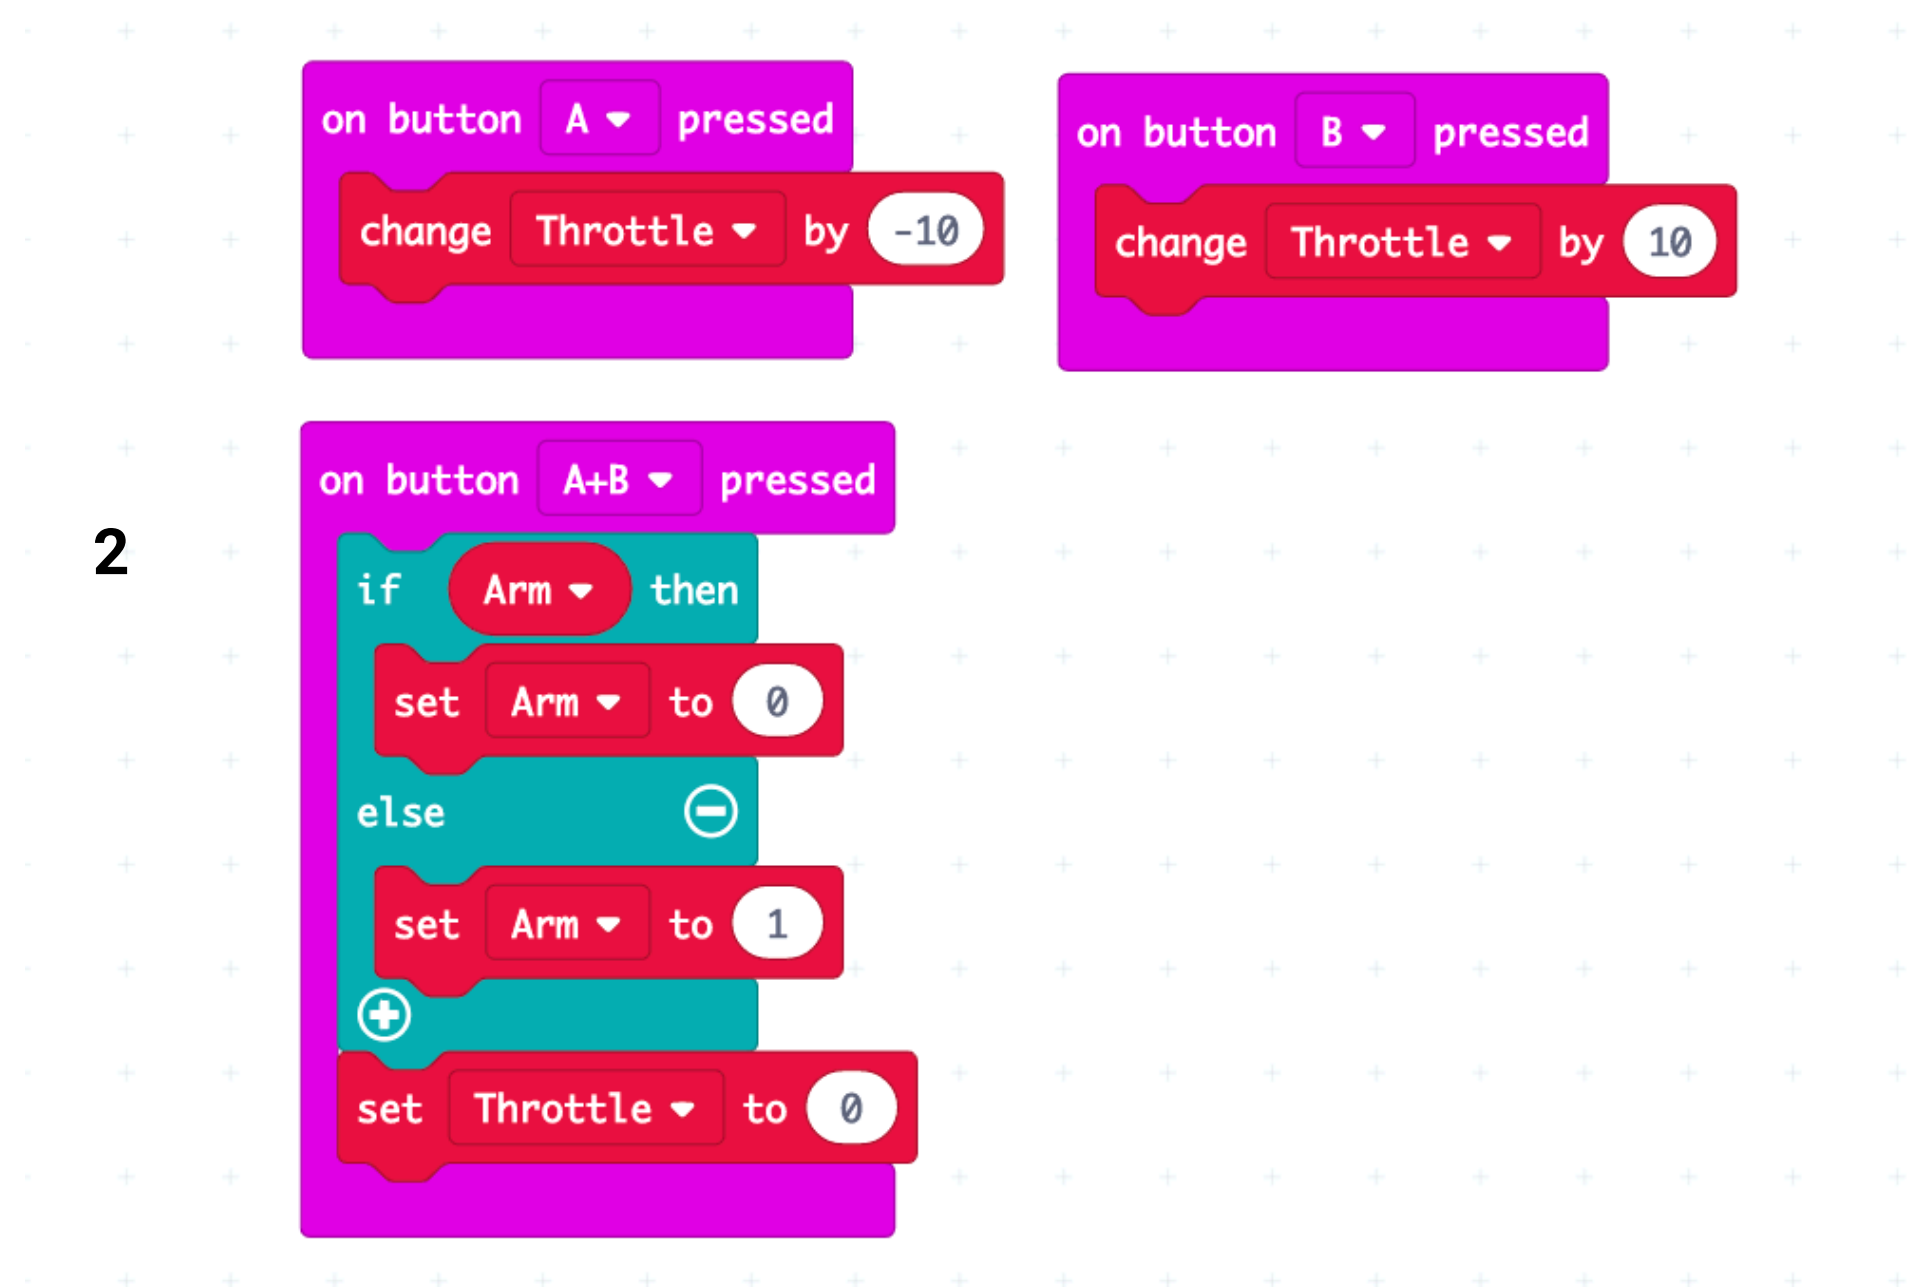 on button A pressed
change Throttle by -10
on button B pressed
change Throttle by 10
2
on button A+B pressed
if Arm then
set Arm to 0
else
set Arm to 1
set Throttle to 0